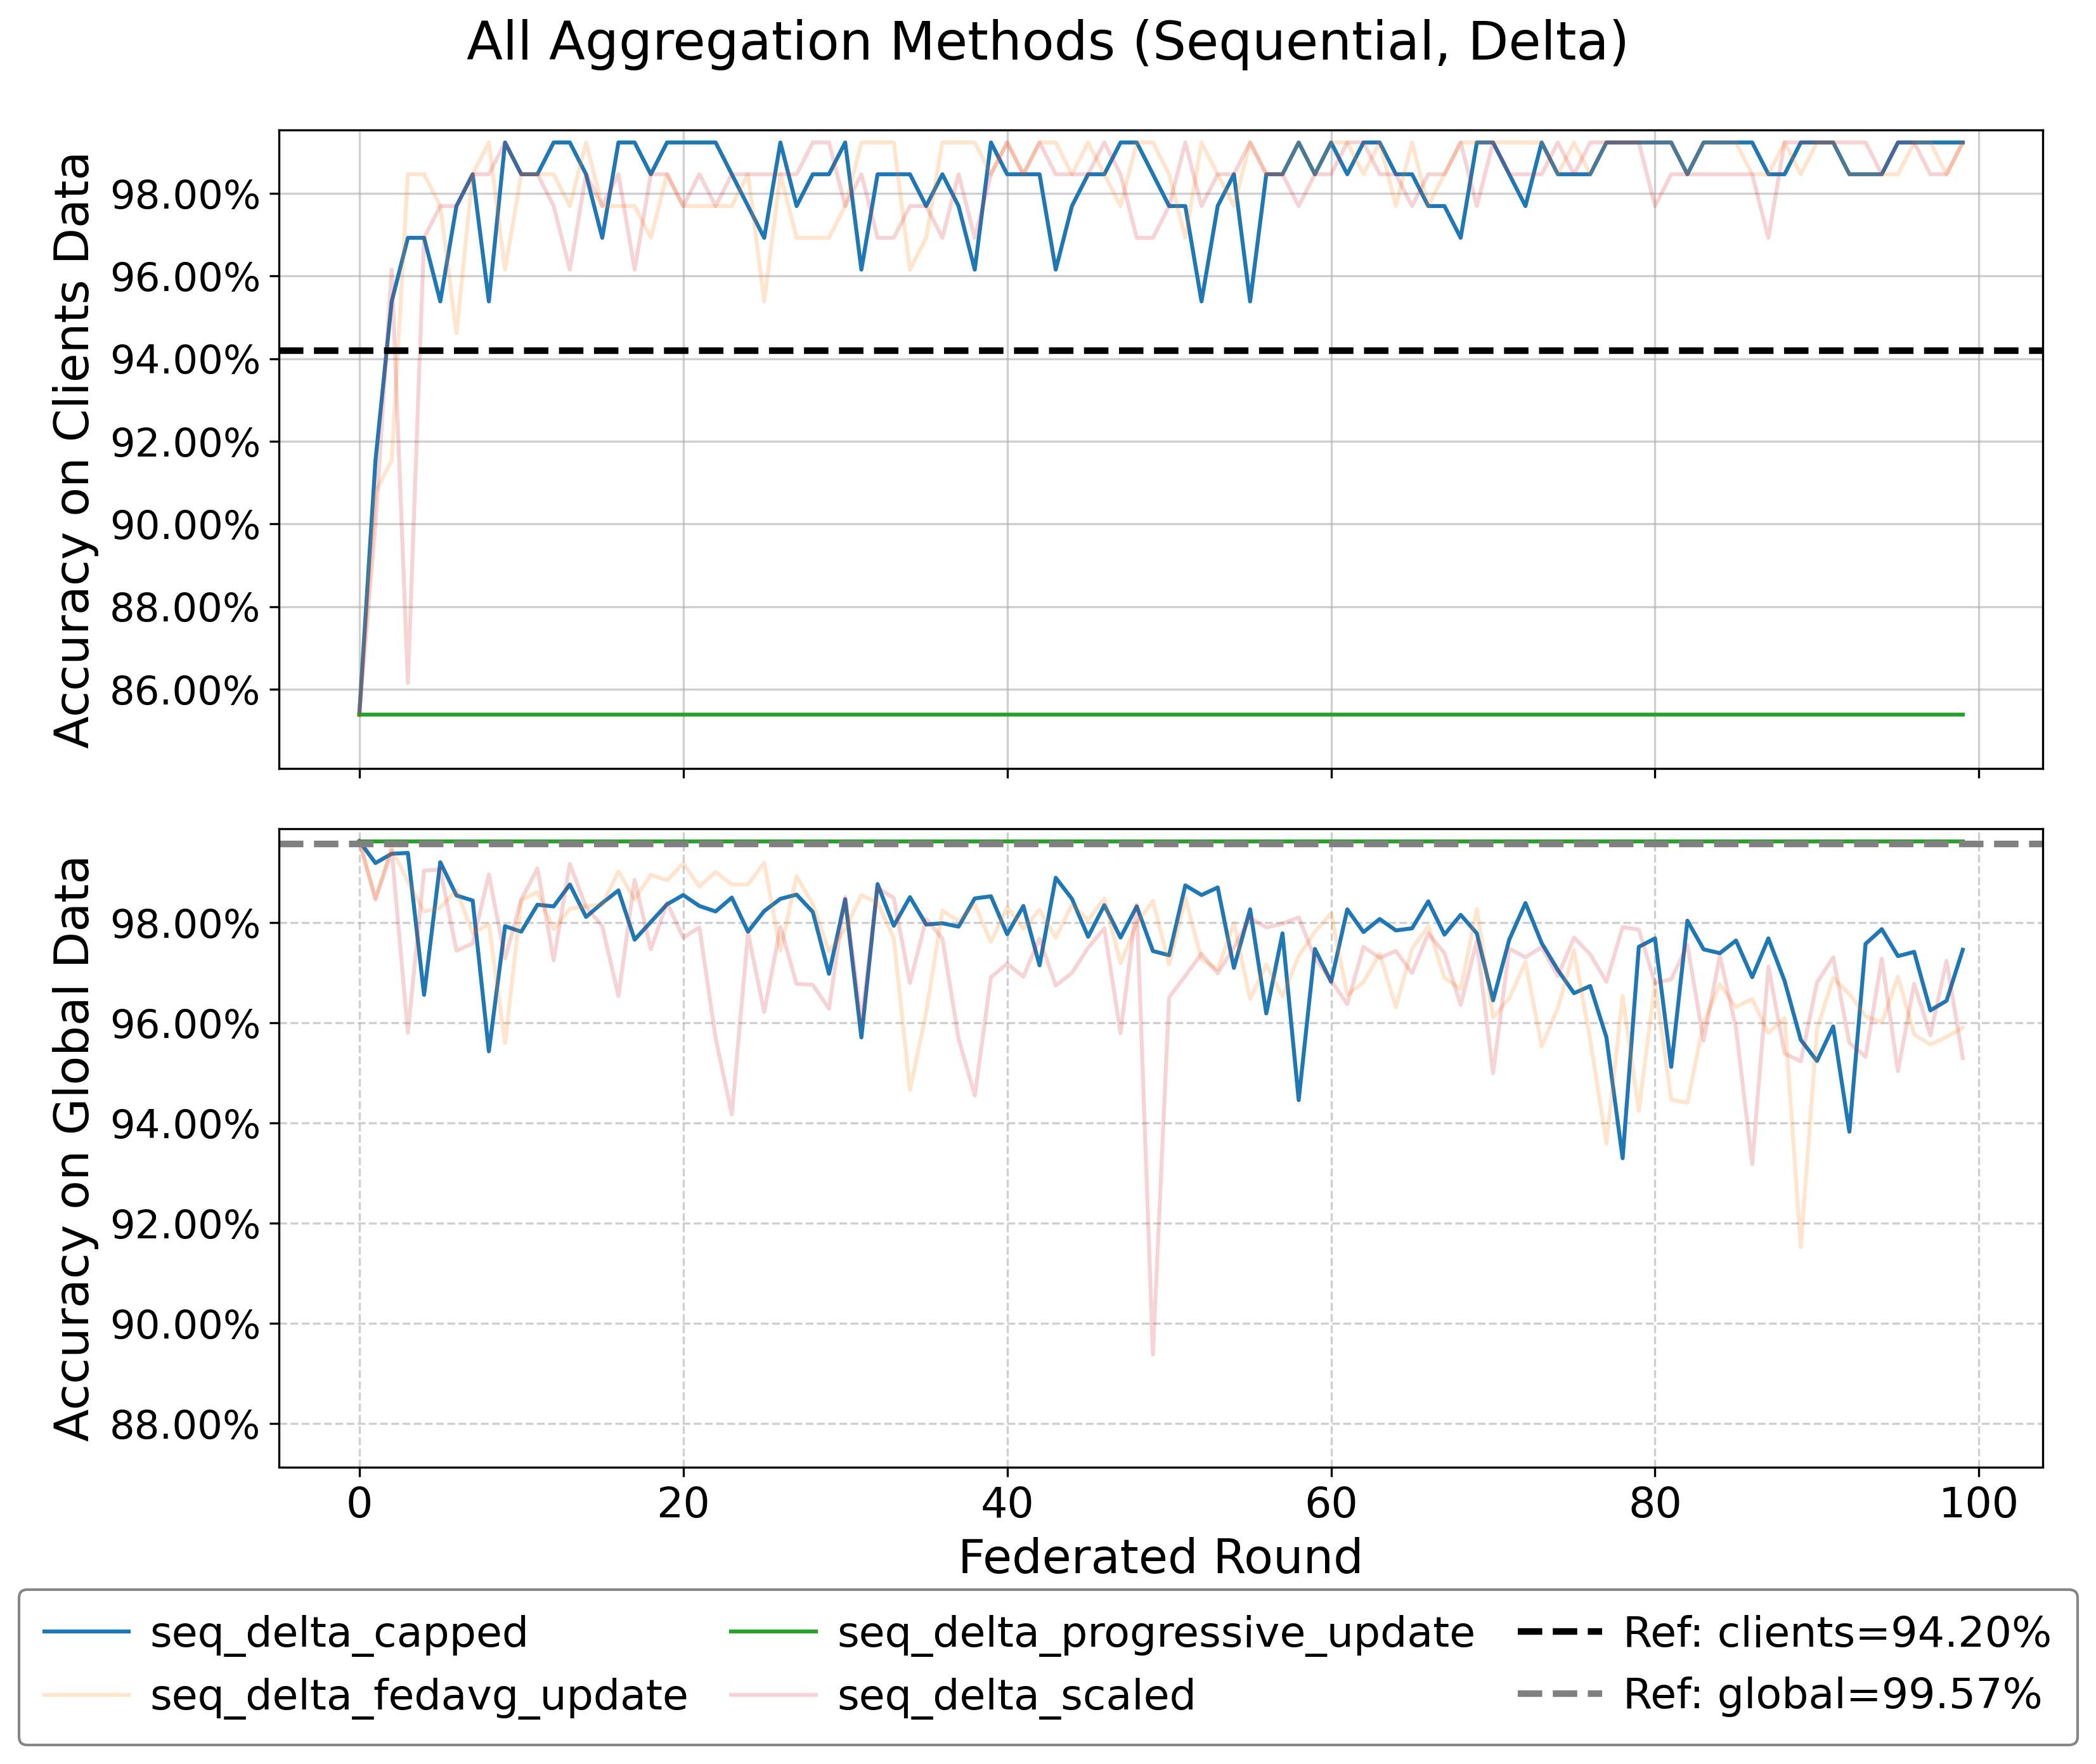 All Aggregation Methods (Sequential, Delta)
Accuracy on Clients Data
98.00%
96.00%
94.00%
92.00%
90.00%
88.00%
86.00%
Accuracy on Global Data
98.00%
96.00%
94.00%
92.00%
90.00%
88.00%
0 20 40 60 80 100
Federated Round
seq_delta_capped seq_delta_progressive_update Ref: clients=94.20%
seq_delta_fedavg_update seq_delta_scaled Ref: global=99.57%